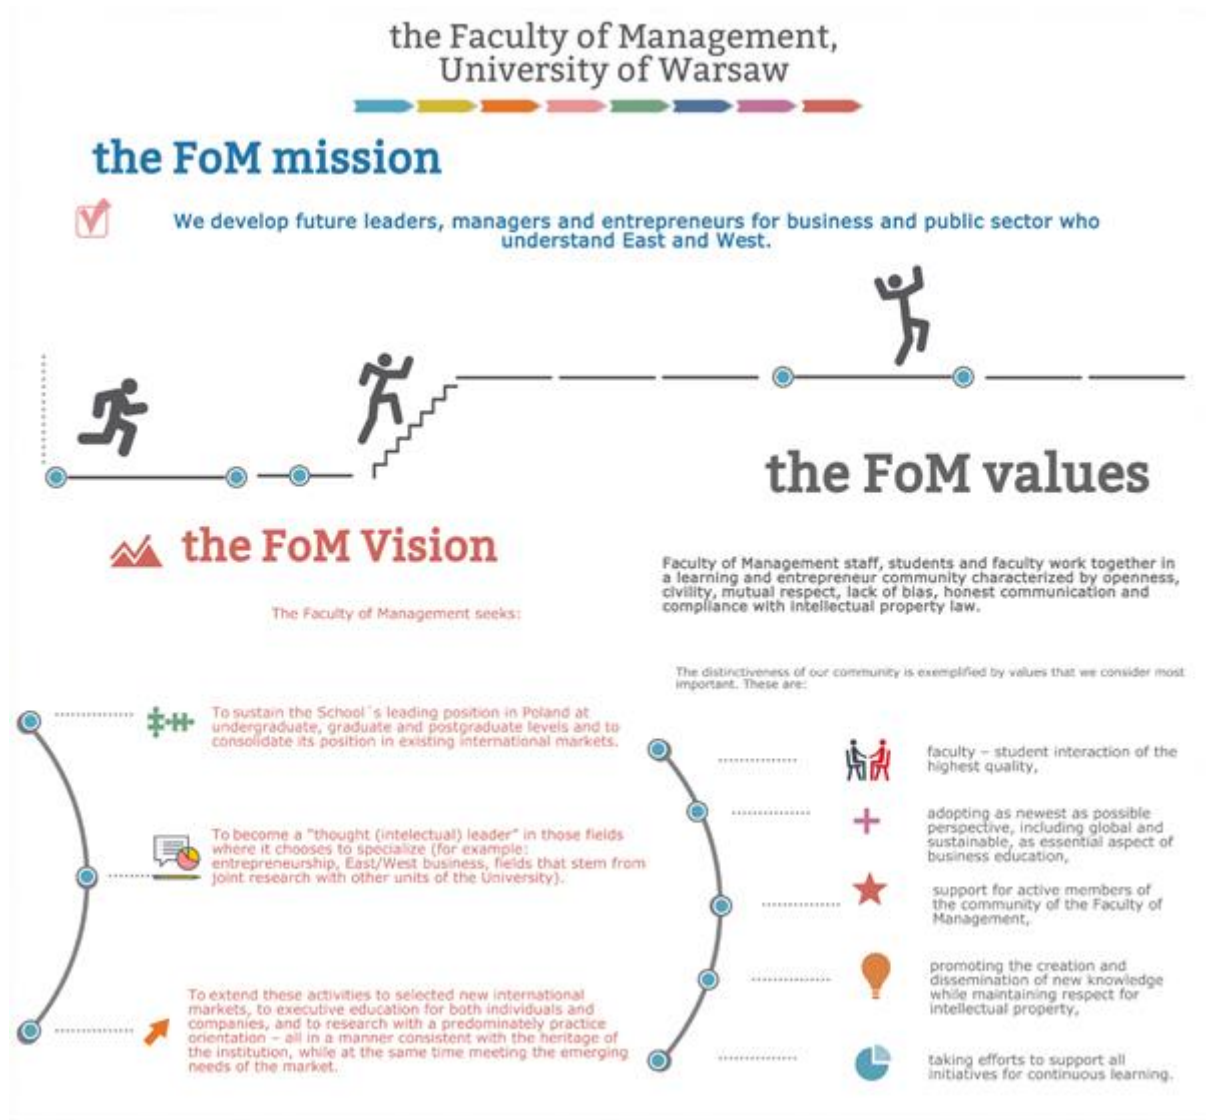 the Faculty of Management,
University of Warsaw
the FoM mission
We develop future leaders, managers and entrepreneurs for business and public sector who
understand East and West.
the FoM Vision
The Faculty of Management seeks:
To sustain the School´s leading position in Poland at
undergraduate, graduate and postgraduate levels and to
consolidate its position in existing international markets.
To become a "thought (intelectual) leader" in those fields
where it chooses to specialize (for example:
entrepreneurship, East/West business, fields that stem from
joint research with other units of the University).
To extend these activities to selected new international
markets, to executive education for both individuals and
companies, and to research with a predominately practice
orientation – all in a manner consistent with the heritage of
the institution, while at the same time meeting the emerging
needs of the market.
the FoM values
Faculty of Management staff, students and faculty work together in
a learning and entrepreneur community characterized by openness,
civility, mutual respect, lack of bias, honest communication and
compliance with intellectual property law.
The distinctiveness of our community is exemplified by values that we consider most
important. These are:
faculty – student interaction of the
highest quality,
adopting as newest as possible
perspective, including global and
sustainable, as essential aspect of
business education,
support for active members of
the community of the Faculty of
Management,
promoting the creation and
dissemination of new knowledge
while maintaining respect for
intellectual property,
taking efforts to support all
initiatives for continuous learning.